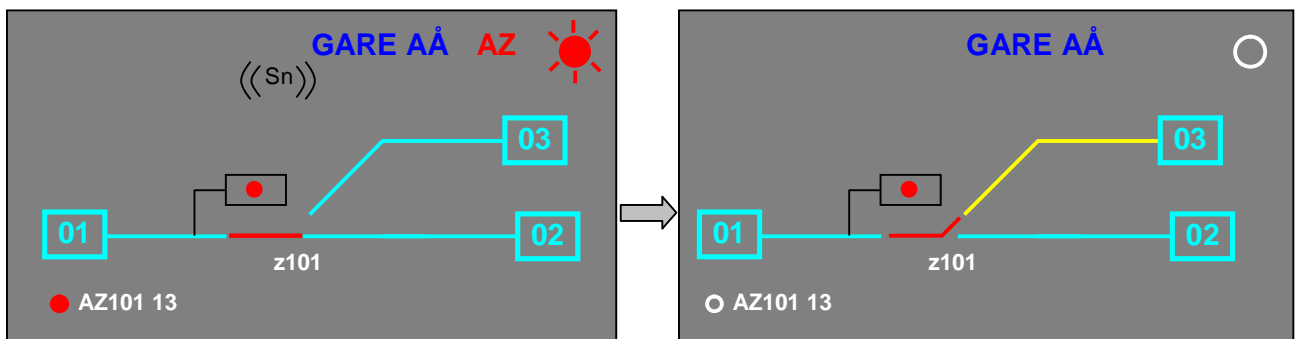 GARE AÅ AZ
((Sn))
03
01
02
z101
AZ101 13
GARE AÅ
03
01
02
z101
AZ101 13